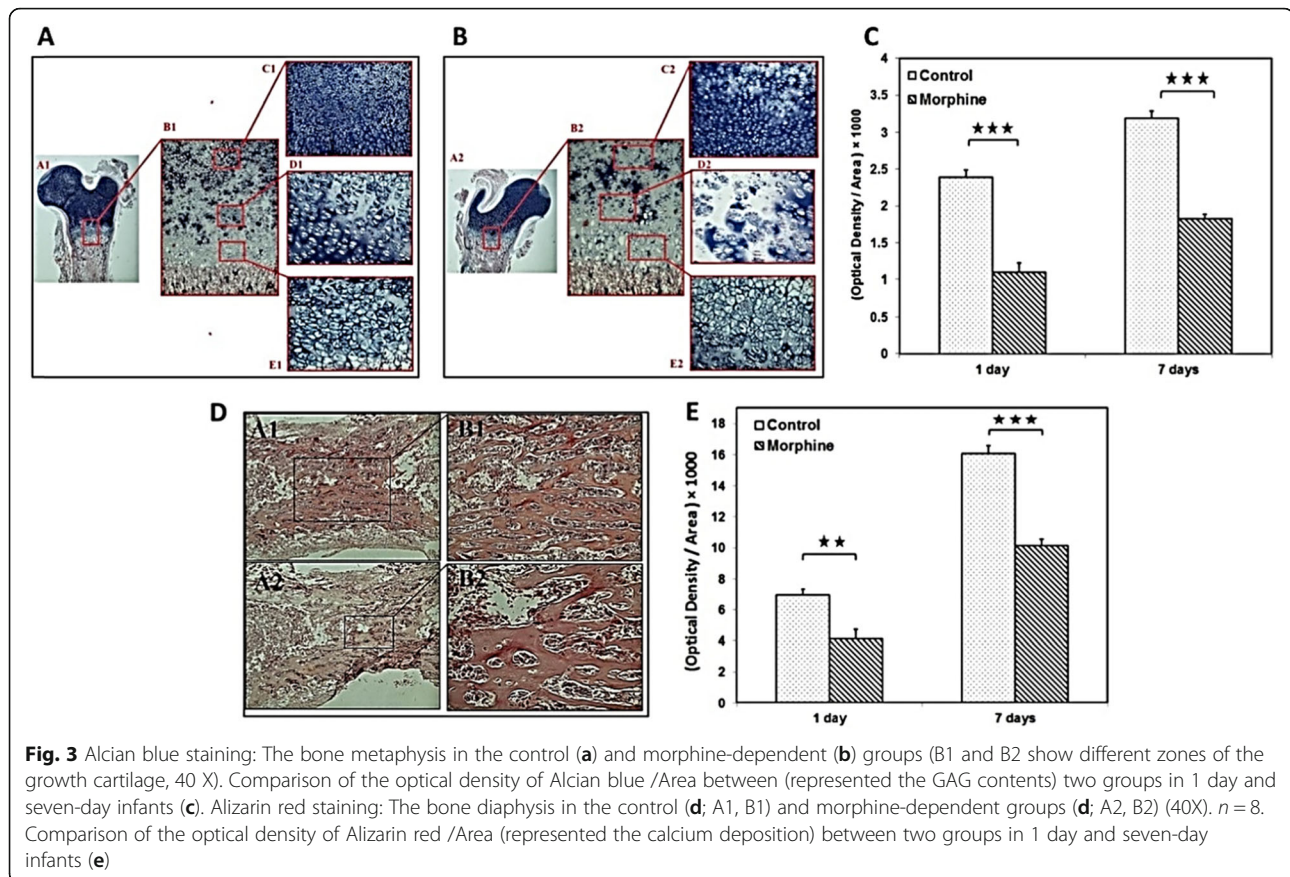 A
B
C
C1
B1
A1
D1
E1
C2
B2
A2
D2
E2
(Optical Density / Area) × 1000
4
3.5
3
2.5
2
1.5
1
0.5
0
Control
Morphine
★★★
★★★
1 day
7 days
D
A1
B1
A2
B2
E
(Optical Density / Area) × 1000
18
16
14
12
10
8
6
4
2
0
Control
Morphine
★★
★★★
1 day
7 days
Fig. 3 Alcian blue staining: The bone metaphysis in the control (a) and morphine-dependent (b) groups (B1 and B2 show different zones of the
growth cartilage, 40 X). Comparison of the optical density of Alcian blue /Area between (represented the GAG contents) two groups in 1 day and
seven-day infants (c). Alizarin red staining: The bone diaphysis in the control (d; A1, B1) and morphine-dependent groups (d; A2, B2) (40X). n = 8.
Comparison of the optical density of Alizarin red /Area (represented the calcium deposition) between two groups in 1 day and seven-day
infants (e)